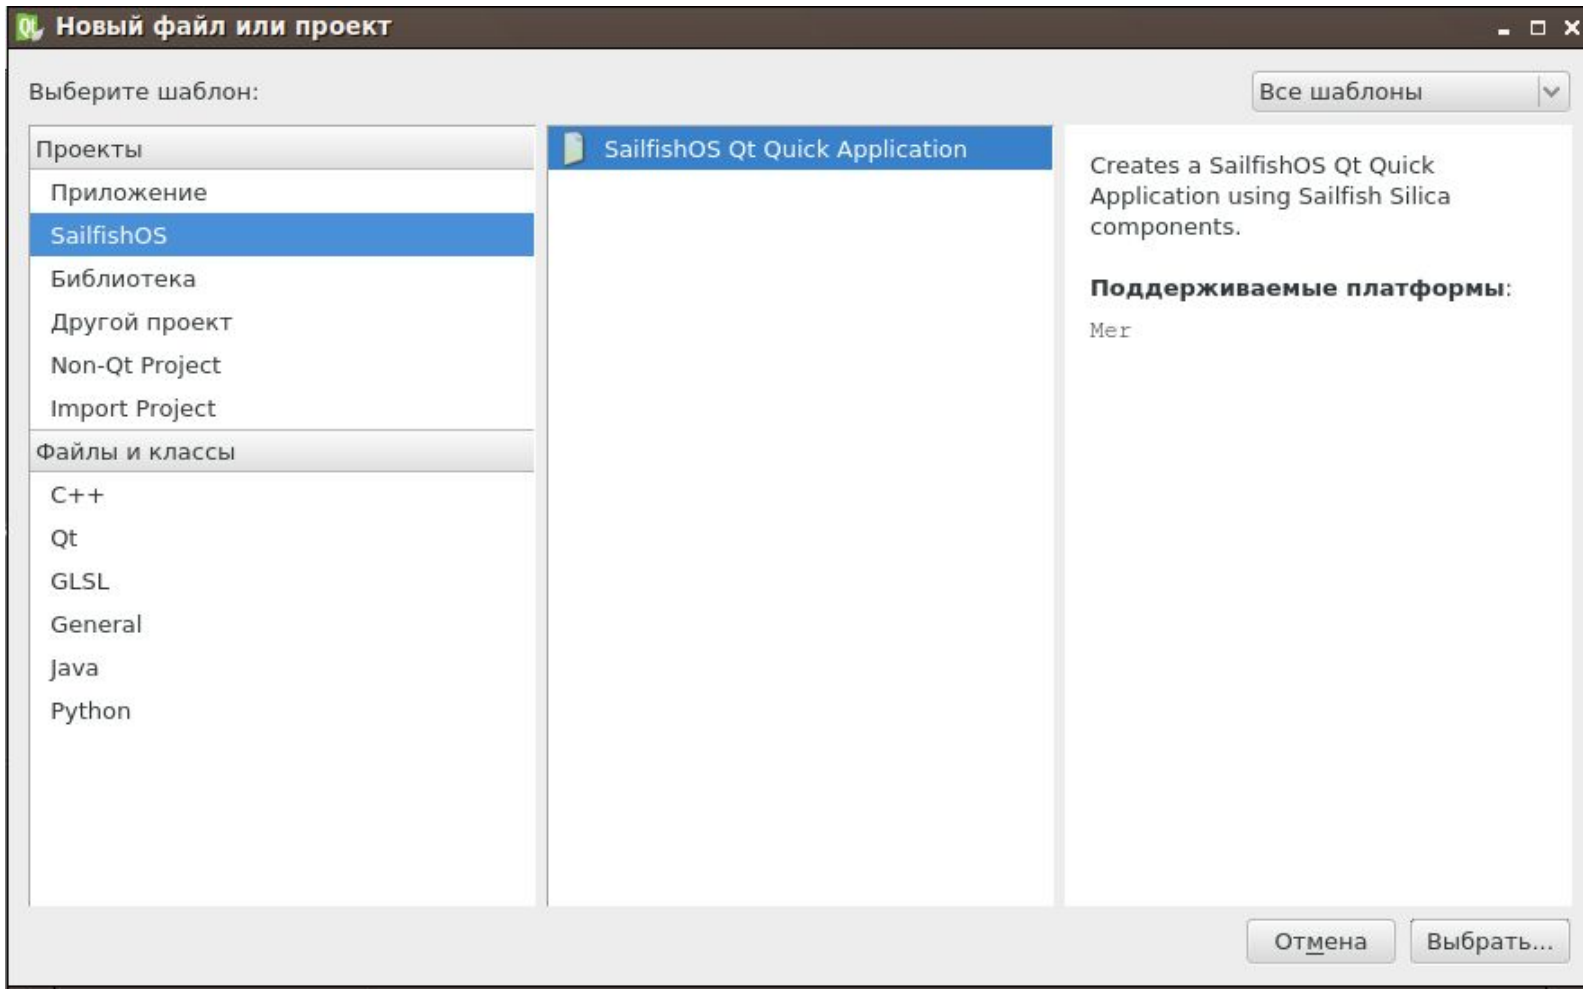 Новый файл или проект
Выберите шаблон:
Все шаблоны
Проекты
Приложение
SailfishOS
Библиотека
Другой проект
Non-Qt Project
Import Project
Файлы и классы
C++
Qt
GLSL
General
Java
Python
SailfishOS Qt Quick Application
Creates a SailfishOS Qt Quick
Application using Sailfish Silica
components.
Поддерживаемые платформы:
Mer
Отмена
Выбрать...